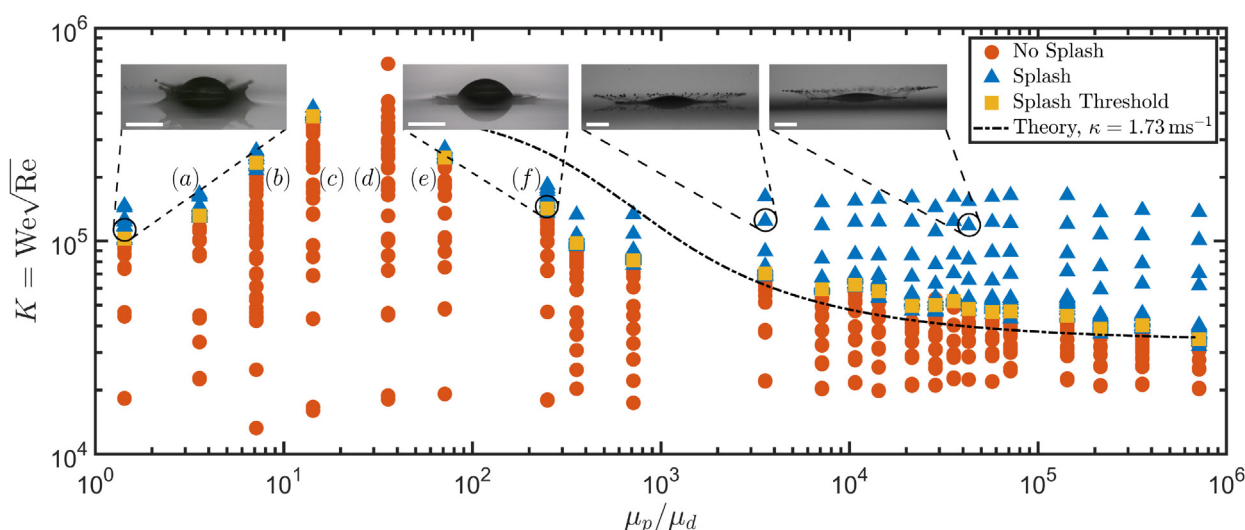 10^6
10^5
10^4
K = We√Re
(a)
(b)
(c)
(d)
(e)
(f)
No Splash
Splash
Splash Threshold
Theory, κ = 1.73 ms^{-1}
10^0
10^1
10^2
10^3
10^4
10^5
10^6
μ_p/μ_d